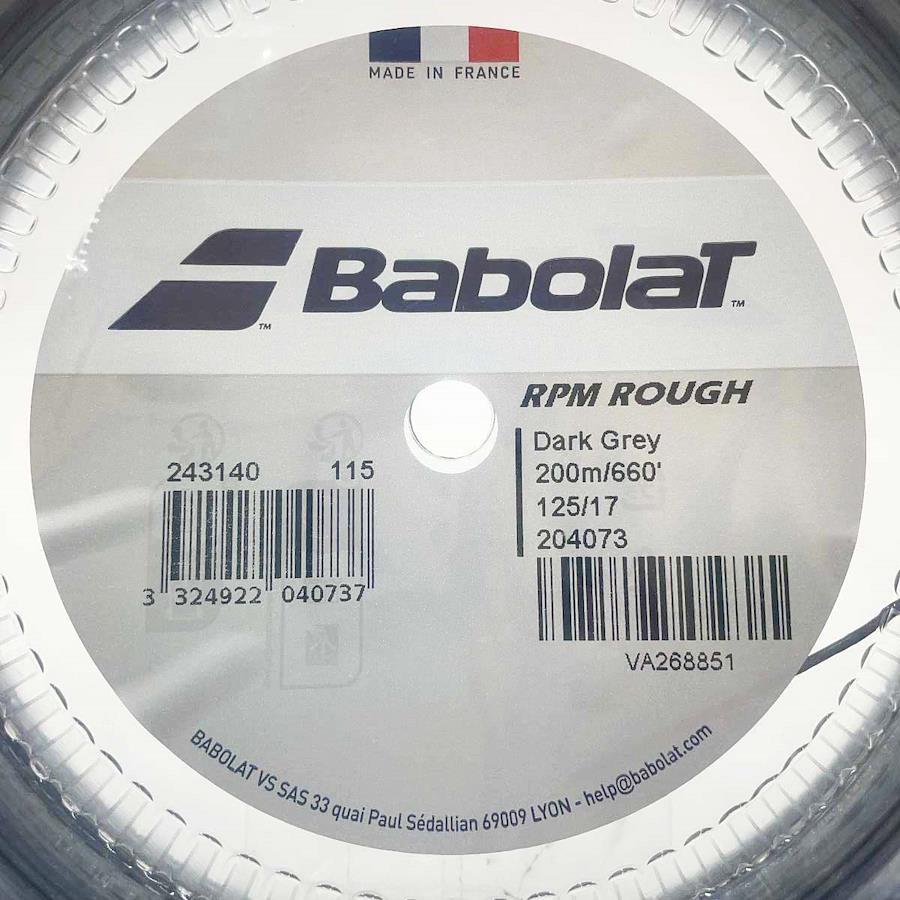 MADE IN FRANCE
BabolaT™
™
RPM ROUGH
Dark Grey
200m/660'
125/17
204073
243140 115
3 324922 040737
VA268851
BABOLAT VS SAS 33 quai Paul Sédallian 69009 LYON - help@babolat.com